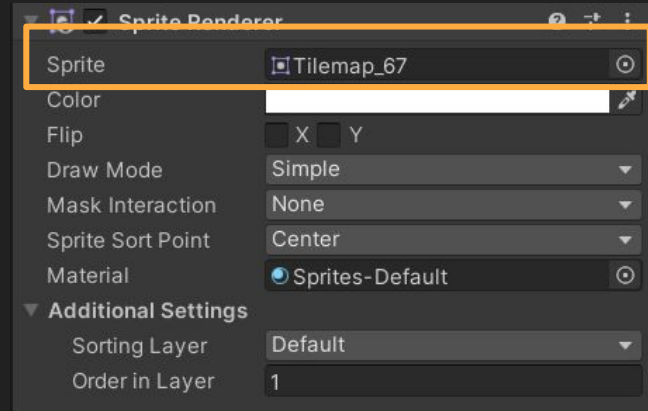 Sprite Renderer
Sprite Tilemap_67
Color
Flip X Y
Draw Mode Simple
Mask Interaction None
Sprite Sort Point Center
Material Sprites-Default
Additional Settings
Sorting Layer Default
Order in Layer 1